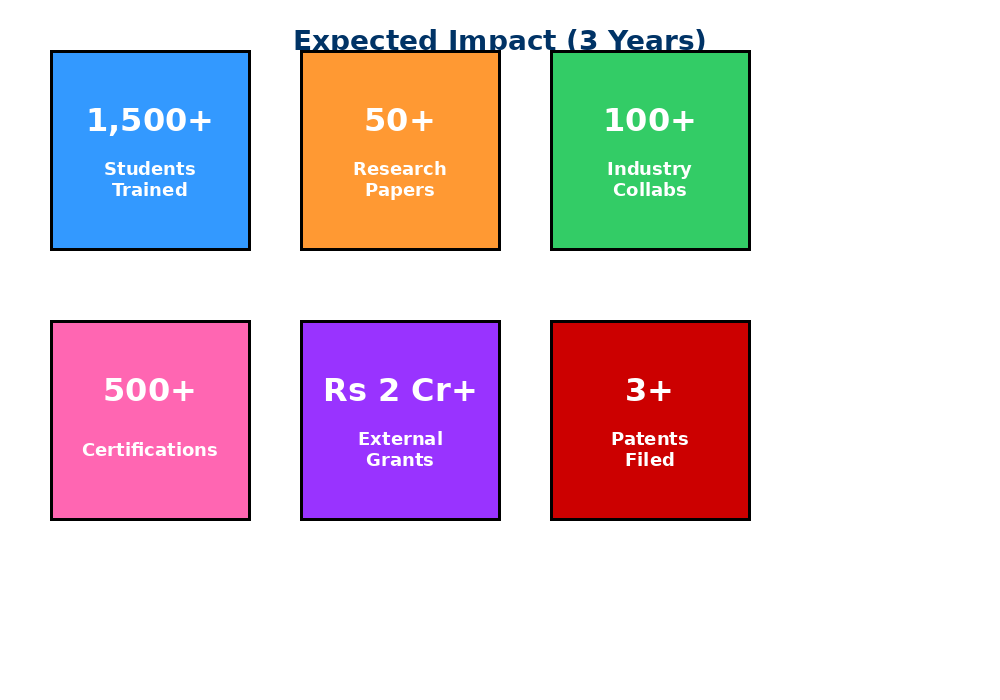 Expected Impact (3 Years)
1,500+
Students
Trained
50+
Research
Papers
100+
Industry
Collabs
500+
Certifications
Rs 2 Cr+
External
Grants
3+
Patents
Filed